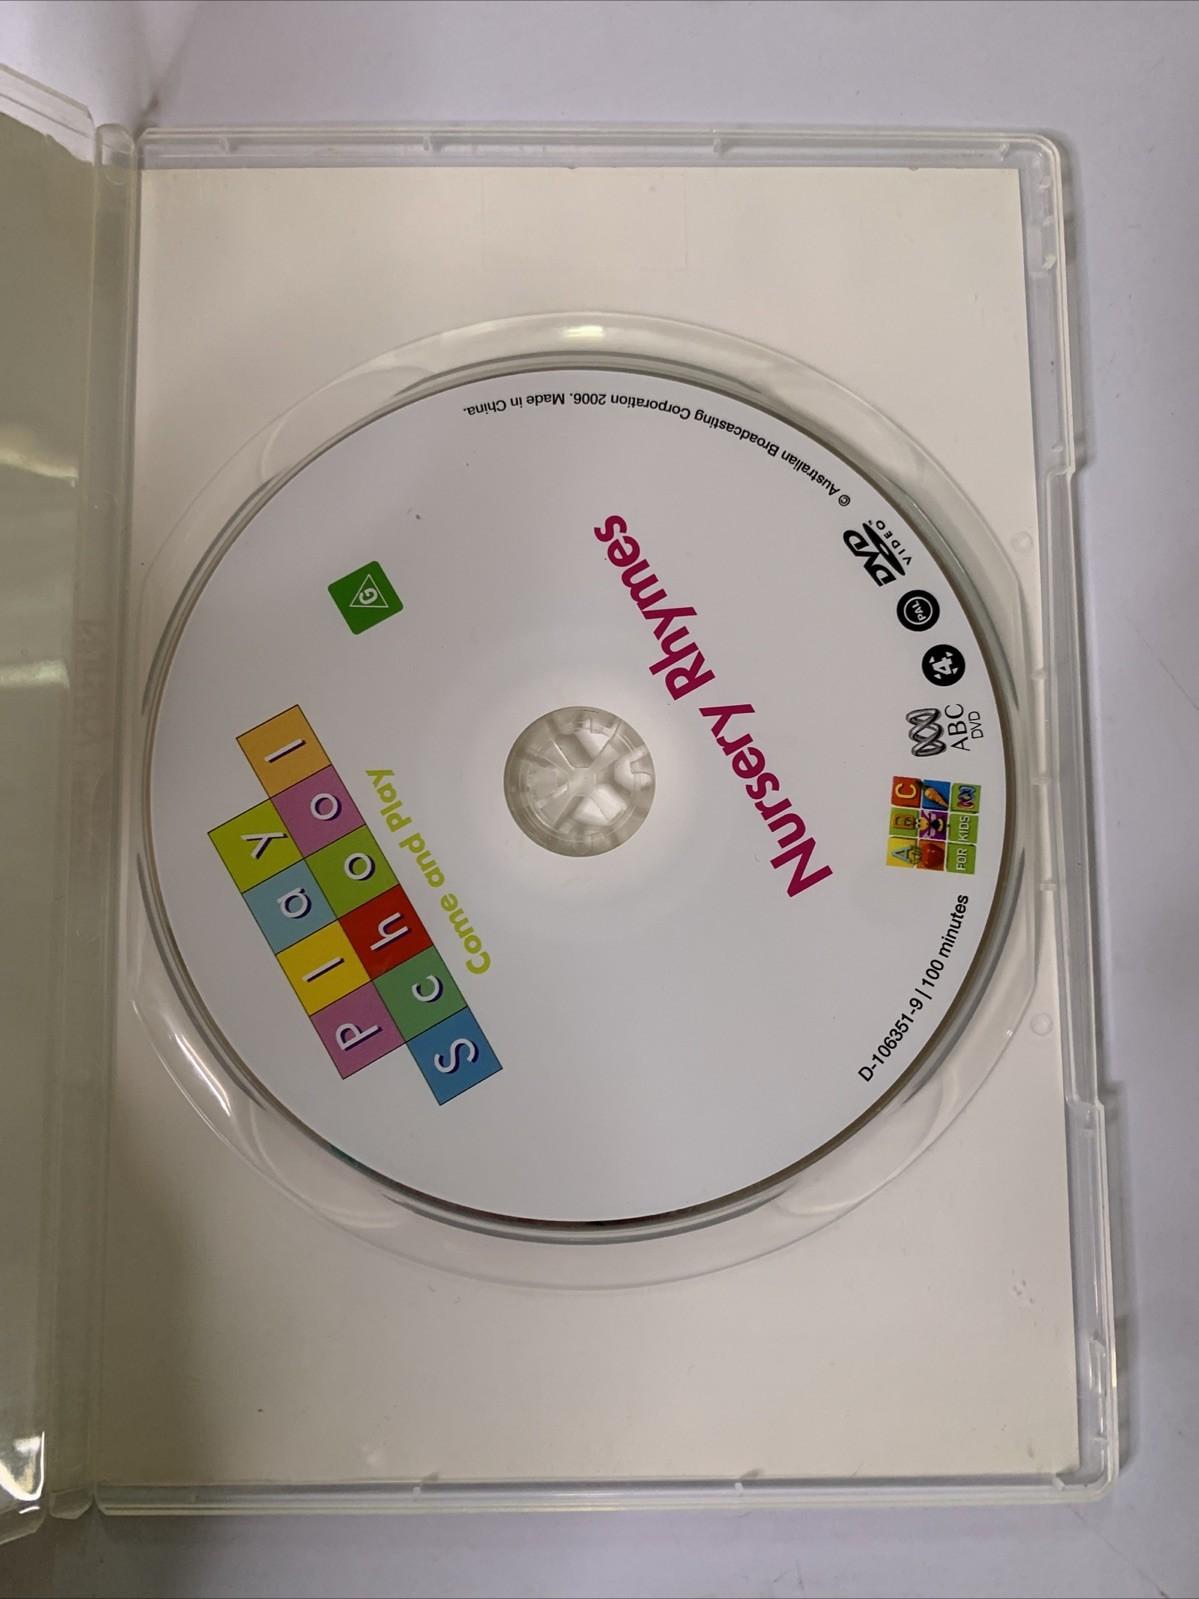 Play
School
Come and Play
G
Nursery Rhymes
D-106351-9 | 100 minutes
ABC
FOR KIDS
ABC
DVD
4
PAL
DVD
VIDEO
© Australian Broadcasting Corporation 2006. Made in China.